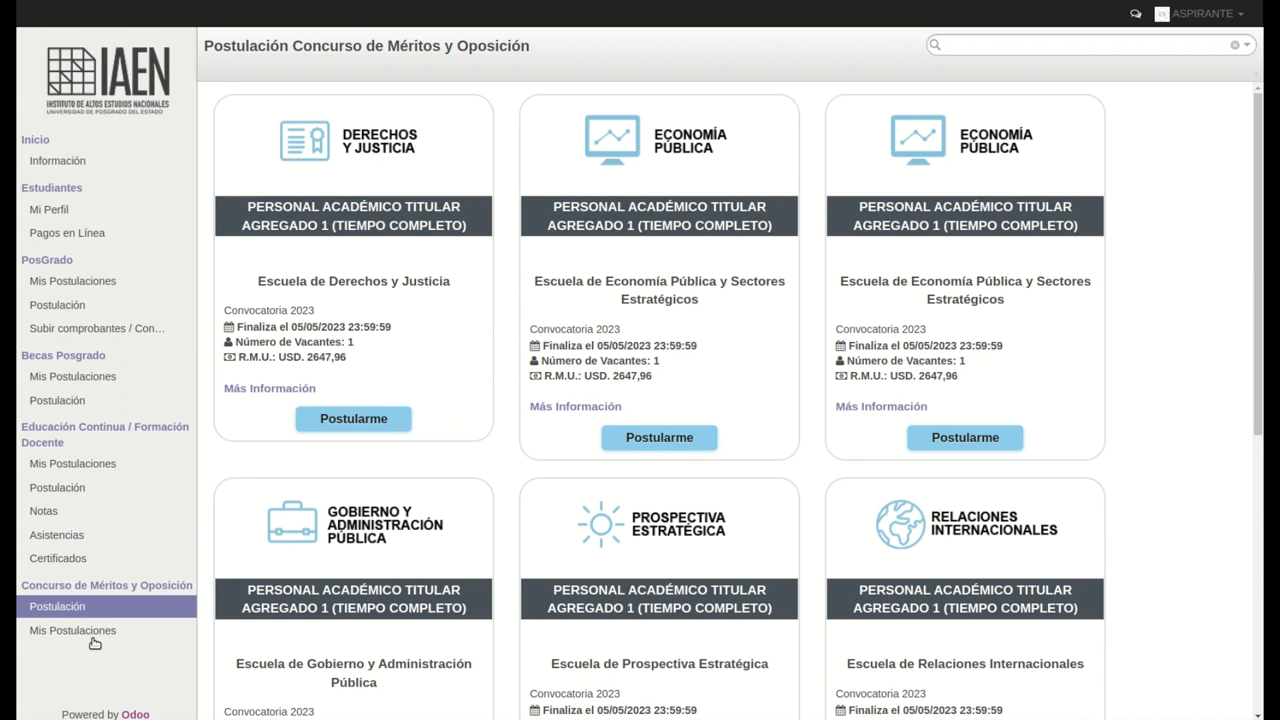 ASPIRANTE
IAEN
INSTITUTO DE ALTOS ESTUDIOS NACIONALES
UNIVERSIDAD DE POSGRADO DEL ESTADO
Inicio
Información
Estudiantes
Mi Perfil
Pagos en Línea
PosGrado
Mis Postulaciones
Postulación
Subir comprobantes / Con…
Becas Posgrado
Mis Postulaciones
Postulación
Educación Continua / Formación
Docente
Mis Postulaciones
Postulación
Notas
Asistencias
Certificados
Concurso de Méritos y Oposición
Postulación
Mis Postulaciones
Powered by Odoo
Postulación Concurso de Méritos y Oposición
DERECHOS
Y JUSTICIA
PERSONAL ACADÉMICO TITULAR
AGREGADO 1 (TIEMPO COMPLETO)
Escuela de Derechos y Justicia
Convocatoria 2023
Finaliza el 05/05/2023 23:59:59
Número de Vacantes: 1
R.M.U.: USD. 2647,96
Más Información
Postularme
ECONOMÍA
PÚBLICA
PERSONAL ACADÉMICO TITULAR
AGREGADO 1 (TIEMPO COMPLETO)
Escuela de Economía Pública y Sectores
Estratégicos
Convocatoria 2023
Finaliza el 05/05/2023 23:59:59
Número de Vacantes: 1
R.M.U.: USD. 2647,96
Más Información
Postularme
ECONOMÍA
PÚBLICA
PERSONAL ACADÉMICO TITULAR
AGREGADO 1 (TIEMPO COMPLETO)
Escuela de Economía Pública y Sectores
Estratégicos
Convocatoria 2023
Finaliza el 05/05/2023 23:59:59
Número de Vacantes: 1
R.M.U.: USD. 2647,96
Más Información
Postularme
GOBIERNO Y
ADMINISTRACIÓN
PÚBLICA
PERSONAL ACADÉMICO TITULAR
AGREGADO 1 (TIEMPO COMPLETO)
Escuela de Gobierno y Administración
Pública
Convocatoria 2023
PROSPECTIVA
ESTRATÉGICA
PERSONAL ACADÉMICO TITULAR
AGREGADO 1 (TIEMPO COMPLETO)
Escuela de Prospectiva Estratégica
Convocatoria 2023
Finaliza el 05/05/2023 23:59:59
RELACIONES
INTERNACIONALES
PERSONAL ACADÉMICO TITULAR
AGREGADO 1 (TIEMPO COMPLETO)
Escuela de Relaciones Internacionales
Convocatoria 2023
Finaliza el 05/05/2023 23:59:59